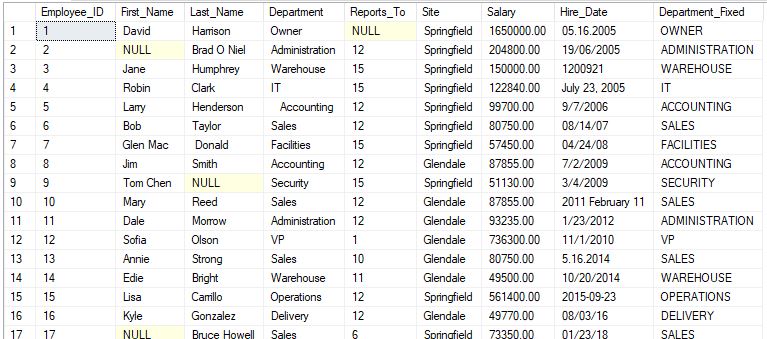 Employee_ID First_Name Last_Name Department Reports_To Site Salary Hire_Date Department_Fixed
1 1 David Harrison Owner NULL Springfield 1650000.00 05.16.2005 OWNER
2 2 NULL Brad O Niel Administration 12 Springfield 204800.00 19/06/2005 ADMINISTRATION
3 3 Jane Humphrey Warehouse 15 Springfield 150000.00 1200921 WAREHOUSE
4 4 Robin Clark IT 15 Springfield 122840.00 July 23, 2005 IT
5 5 Larry Henderson Accounting 12 Springfield 99700.00 9/7/2006 ACCOUNTING
6 6 Bob Taylor Sales 12 Springfield 80750.00 08/14/07 SALES
7 7 Glen Mac Donald Facilities 15 Springfield 57450.00 04/24/08 FACILITIES
8 8 Jim Smith Accounting 12 Glendale 87855.00 7/2/2009 ACCOUNTING
9 9 Tom Chen NULL Security 15 Springfield 51130.00 3/4/2009 SECURITY
10 10 Mary Reed Sales 12 Glendale 87855.00 2011 February 11 SALES
11 11 Dale Morrow Administration 12 Glendale 93235.00 1/23/2012 ADMINISTRATION
12 12 Sofia Olson VP 1 Glendale 736300.00 11/1/2010 VP
13 13 Annie Strong Sales 10 Glendale 80750.00 5.16.2014 SALES
14 14 Edie Bright Warehouse 11 Glendale 49500.00 10/20/2014 WAREHOUSE
15 15 Lisa Carrillo Operations 12 Springfield 561400.00 2015-09-23 OPERATIONS
16 16 Kyle Gonzalez Delivery 12 Glendale 49770.00 08/03/16 DELIVERY
17 17 NULL Bruce Howell Sales 6 Springfield 73350.00 01/23/18 SALES